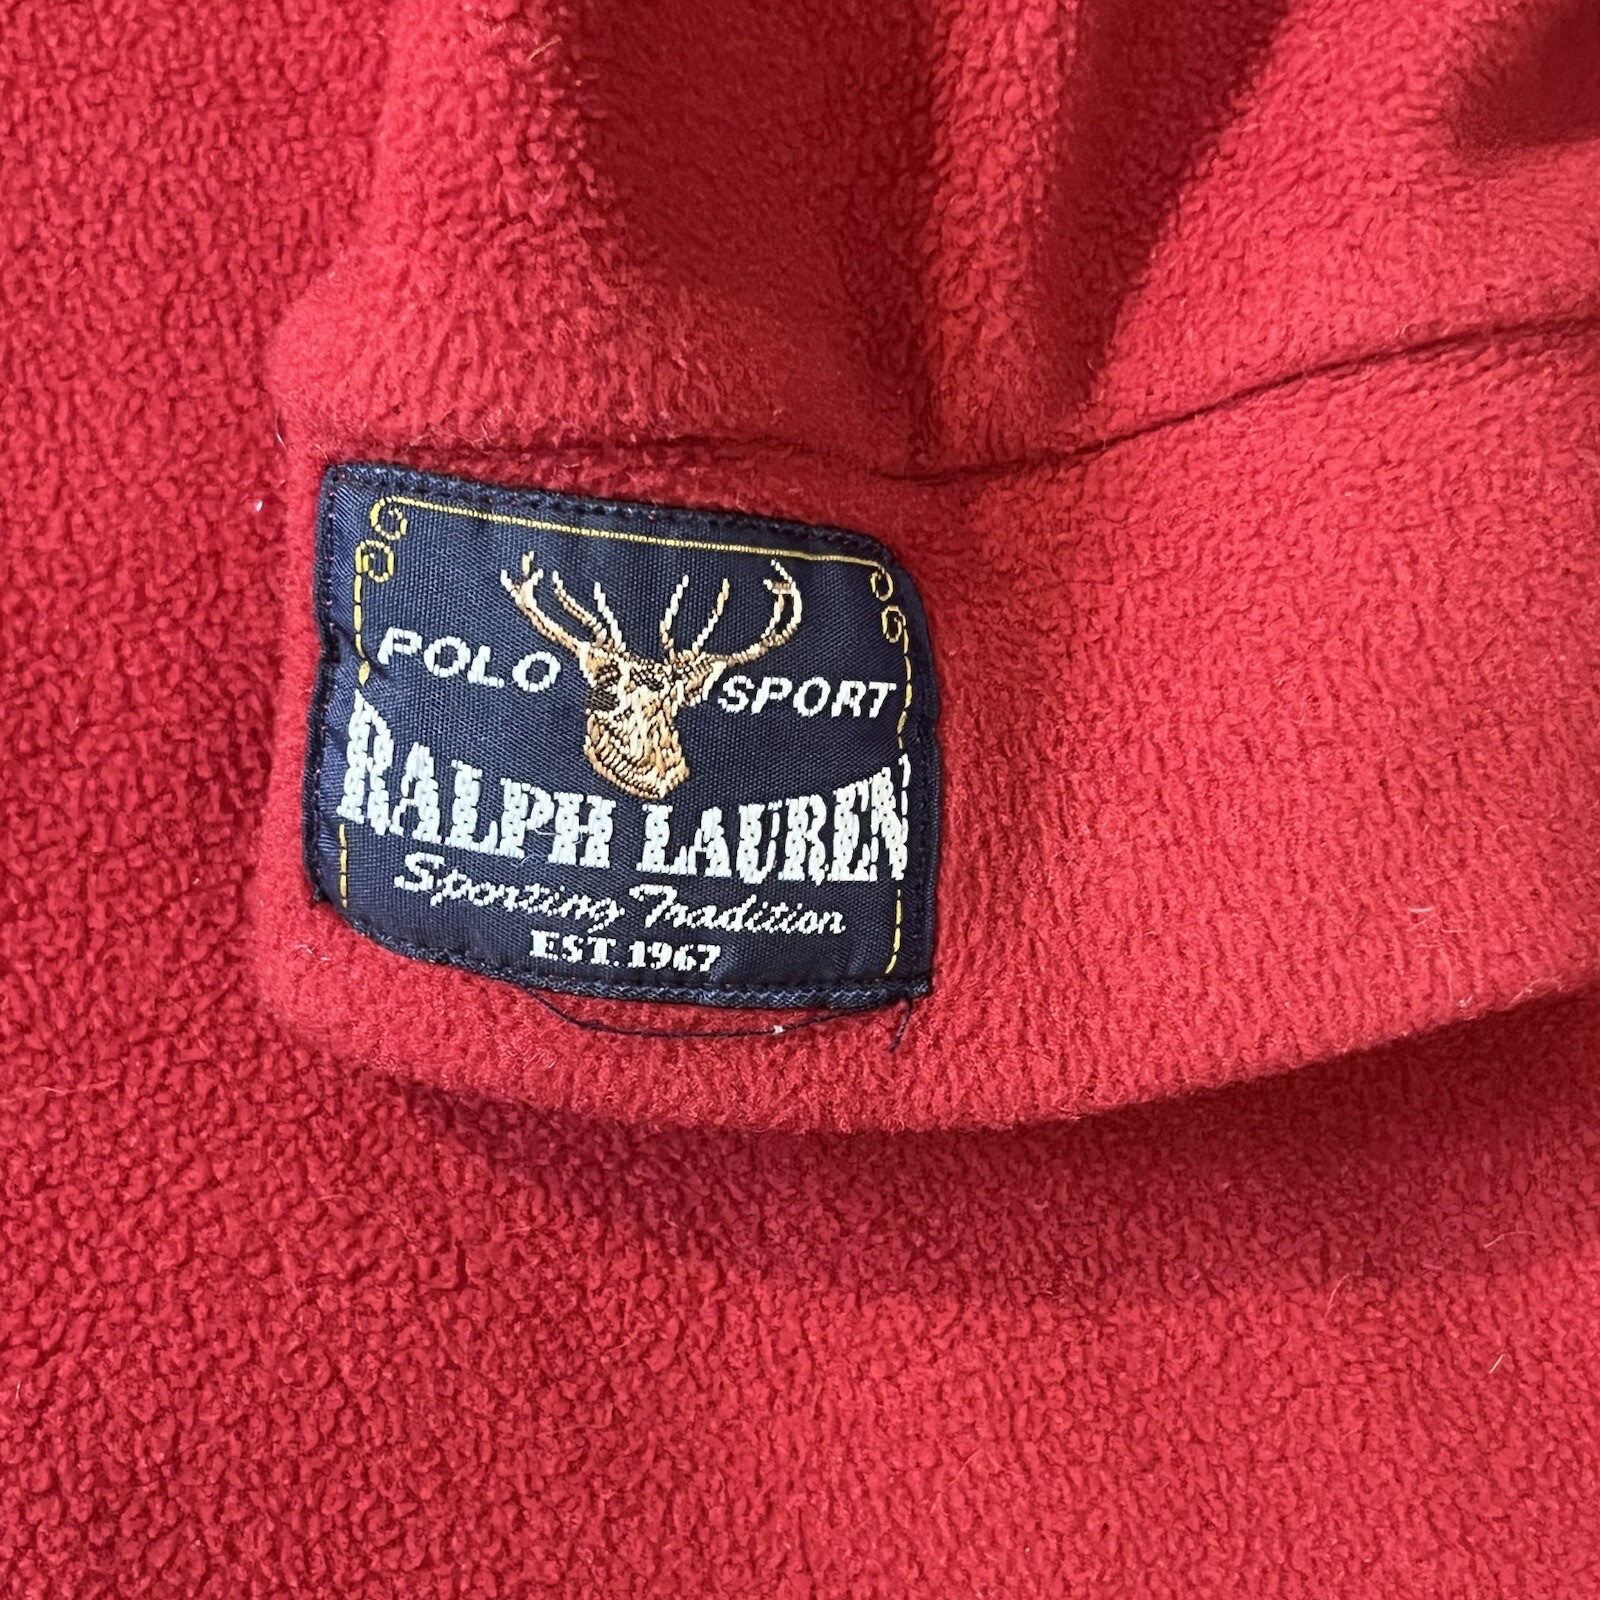 POLO SPORT
RALPH LAUREN
Sporting Tradition
EST. 1967